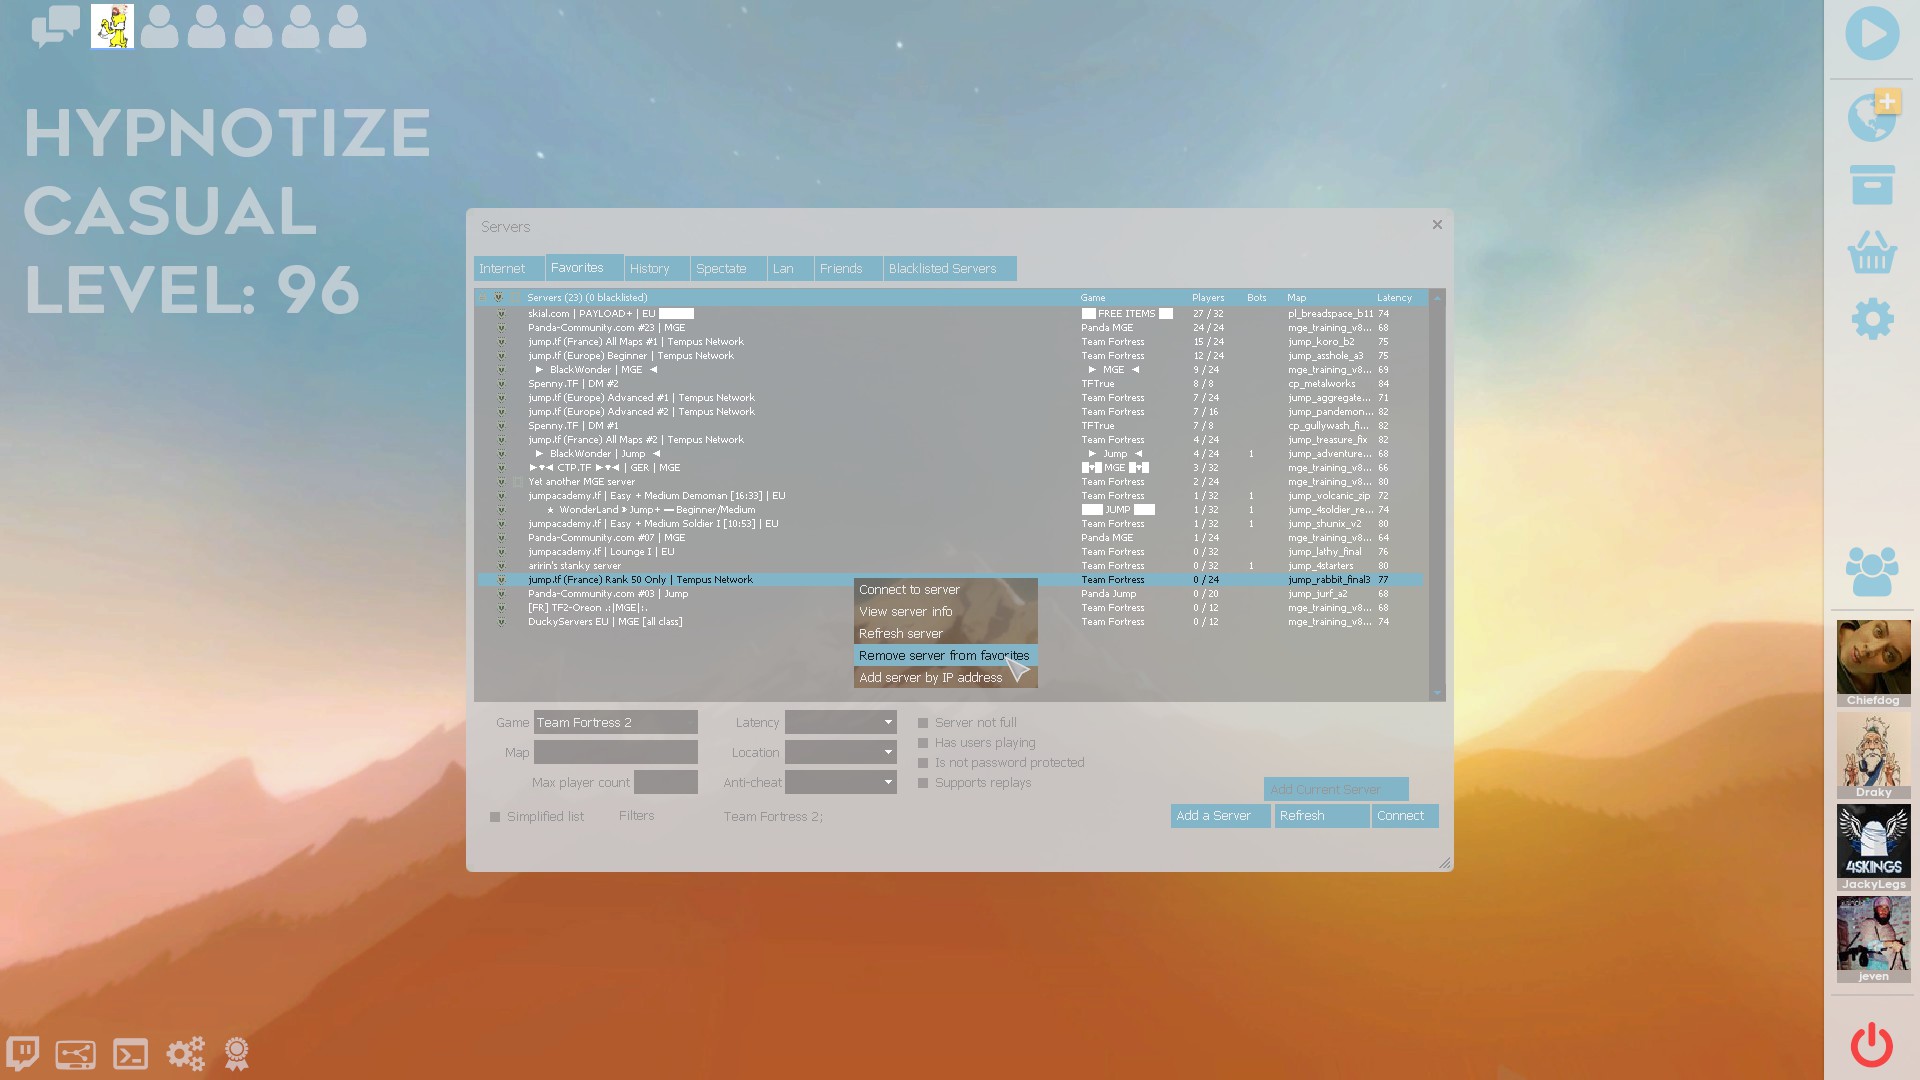 HYPNOTIZE
CASUAL
LEVEL: 96
Servers
Internet Favorites History Spectate Lan Friends Blacklisted Servers
Servers (23) (0 blacklisted) Game Players Bots Map Latency
skial.com | PAYLOAD+ | EU FREE ITEMS 27 / 32 pl_breadspace_b11 74
Panda-Community.com #23 | MGE Panda MGE 24 / 24 mge_training_v8... 68
jump.tf (France) All Maps #1 | Tempus Network Team Fortress 15 / 24 jump_koro_b2 75
jump.tf (Europe) Beginner | Tempus Network Team Fortress 12 / 24 jump_asshole_a3 75
► BlackWonder | MGE ◄ ► MGE ◄ 9 / 24 mge_training_v8... 69
Spenny.TF | DM #2 TFTrue 8 / 8 cp_metalworks 84
jump.tf (Europe) Advanced #1 | Tempus Network Team Fortress 7 / 24 jump_aggregate... 71
jump.tf (Europe) Advanced #2 | Tempus Network Team Fortress 7 / 16 jump_pandemon... 82
Spenny.TF | DM #1 TFTrue 7 / 8 cp_gullywash_fi... 82
jump.tf (France) All Maps #2 | Tempus Network Team Fortress 4 / 24 jump_treasure_fix 82
► BlackWonder | Jump ◄ ► Jump ◄ 4 / 24 1 jump_adventure... 68
►▾◄ CTP.TF ►▾◄ | GER | MGE MGE 3 / 32 mge_training_v8... 66
Yet another MGE server Team Fortress 2 / 24 mge_training_v8... 80
jumpacademy.tf | Easy + Medium Demoman [16:33] | EU Team Fortress 1 / 32 1 jump_volcanic_zip 72
★ WonderLand » Jump+ — Beginner/Medium JUMP 1 / 32 1 jump_4soldier_re... 74
jumpacademy.tf | Easy + Medium Soldier I [10:53] | EU Team Fortress 1 / 32 1 jump_shunix_v2 80
Panda-Community.com #07 | MGE Panda MGE 1 / 24 mge_training_v8... 64
jumpacademy.tf | Lounge I | EU Team Fortress 0 / 32 jump_lathy_final 76
aririn's stanky server Team Fortress 0 / 32 1 jump_4starters 80
jump.tf (France) Rank 50 Only | Tempus Network Team Fortress 0 / 24 jump_rabbit_final3 77
Panda-Community.com #03 | Jump Panda Jump 0 / 20 jump_jurf_a2 68
[FR] TF2-Oreon .:|MGE|:. Team Fortress 0 / 12 mge_training_v8... 68
DuckyServers EU | MGE [all class] Team Fortress 0 / 12 mge_training_v8... 74
Connect to server
View server info
Refresh server
Remove server from favorites
Add server by IP address
Game Team Fortress 2 Latency Server not full
Map Location Has users playing
Is not password protected
Max player count Anti-cheat Supports replays
Add Current Server
Simplified list Filters Team Fortress 2; Add a Server Refresh Connect
Chiefdog
Draky
4SKINGS
JackyLegs
jeven